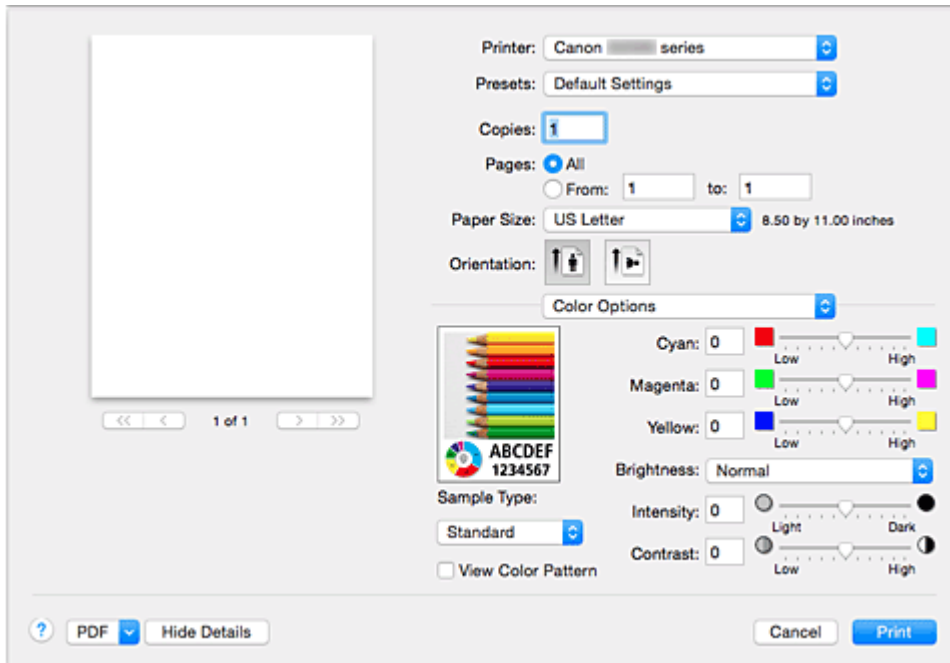 Printer: Canon series
Presets: Default Settings
Copies: 1
Pages: All
From: 1 to: 1
Paper Size: US Letter 8.50 by 11.00 inches
Orientation:
Color Options
<< < 1 of 1 > >>
ABCDEF
1234567
Sample Type:
Standard
View Color Pattern
Cyan: 0
Low High
Magenta: 0
Low High
Yellow: 0
Low High
Brightness: Normal
Intensity: 0
Light Dark
Contrast: 0
Low High
? PDF Hide Details Cancel Print